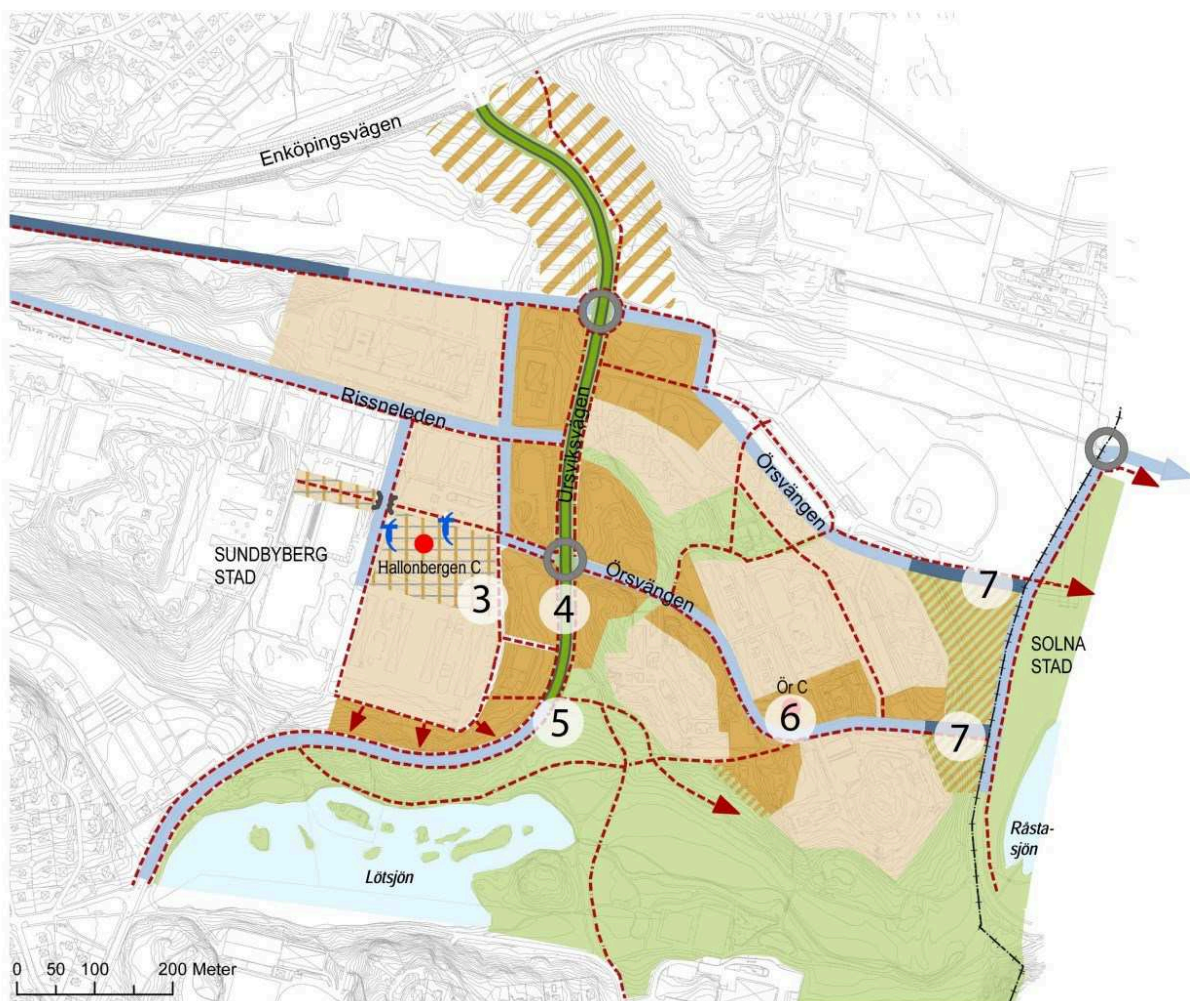 Enköpingsvägen
Rissneleden
Ursviksvägen
Örsvängen
SUNDBYBERG
STAD
Hallonbergen C
3
4
Örsvängen
7
SOLNA
STAD
Ör C
5
6
7
Råsta-
sjön
Lötsjön
0 50 100 200 Meter